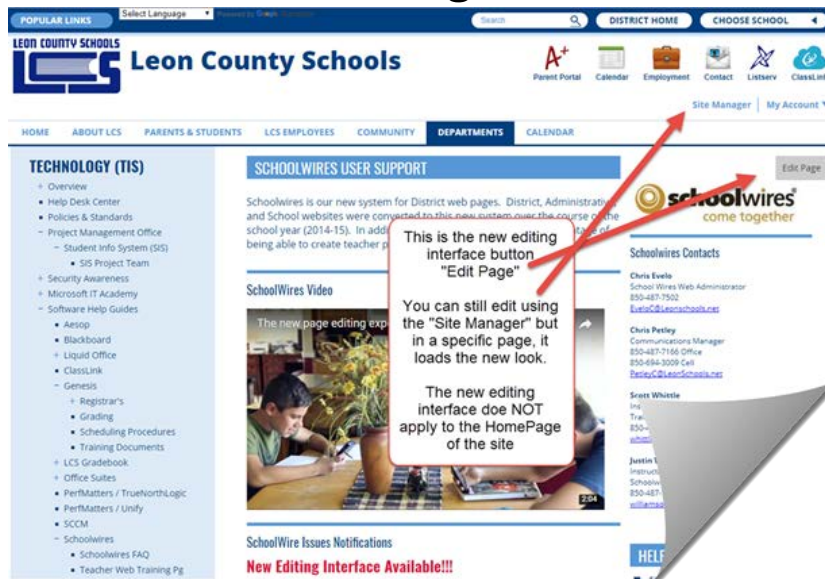 POPULAR LINKS
Select Language
Search
DISTRICT HOME
CHOOSE SCHOOL
LEON COUNTY SCHOOLS
LCS
Leon County Schools
A+
Parent Portal
Calendar
Employment
Contact
Listserv
ClassLink
Site Manager
My Account
HOME
ABOUT LCS
PARENTS & STUDENTS
LCS EMPLOYEES
COMMUNITY
DEPARTMENTS
CALENDAR
TECHNOLOGY (TIS)
+ Overview
Help Desk Center
Policies & Standards
− Project Management Office
− Student Info System (SIS)
SIS Project Team
+ Security Awareness
+ Microsoft IT Academy
− Software Help Guides
Aesop
Blackboard
+ Liquid Office
ClassLink
− Genesis
+ Registrar's
Grading
Scheduling Procedures
Training Documents
+ LCS Gradebook
+ Office Suites
PerfMatters / TrueNorthLogic
PerfMatters / Unify
SCCM
− Schoolwires
Schoolwires FAQ
Teacher Web Training Pg
SCHOOLWIRES USER SUPPORT
Schoolwires is our new system for District web pages. District, Administrative,
and School websites were converted to this new system over the course of the
school year (2014-15). In
being able to create teacher
SchoolWires Video
The new page editing
2:04
This is the new editing
interface button
"Edit Page"
You can still edit using
the "Site Manager" but
in a specific page, it
loads the new look.
The new editing
interface doe NOT
apply to the HomePage
of the site
SchoolWire Issues Notifications
New Editing Interface Available!!!
Edit Page
schoolwires
come together
Schoolwires Contacts
Chris Evelo
School Wires Web Administrator
850-487-7502
EveloC@Leonschools.net
Chris Petley
Communications Manager
850-487-7166 Office
850-694-3009 Cell
PetleyC@LeonSchools.net
Scott Whittle
Justin
HELP